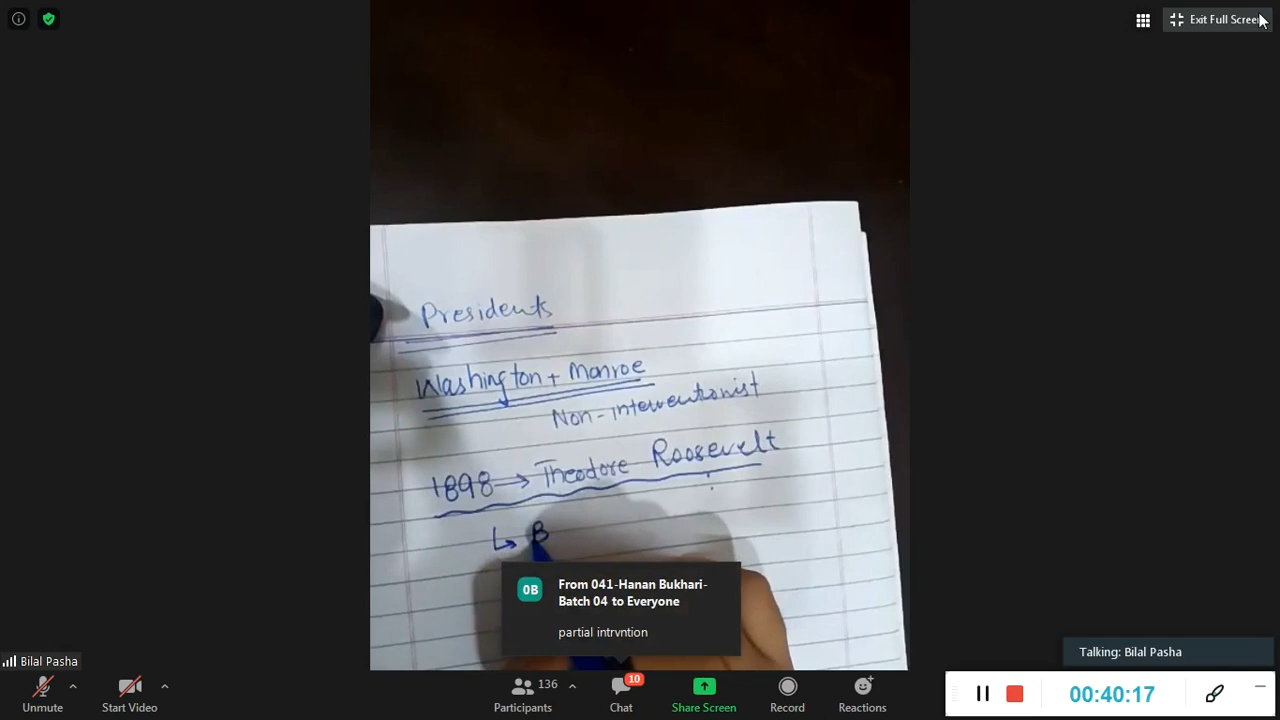 Exit Full Screen
Presidents
Washington + Monroe
Non-interventionist
1898 → Theodore Roosevelt
↳ B
0B
From 041-Hanan Bukhari-
Batch 04 to Everyone
partial intrvntion
Bilal Pasha
Talking: Bilal Pasha
Unmute
Start Video
136
Participants
10
Chat
Share Screen
Record
Reactions
00:40:17